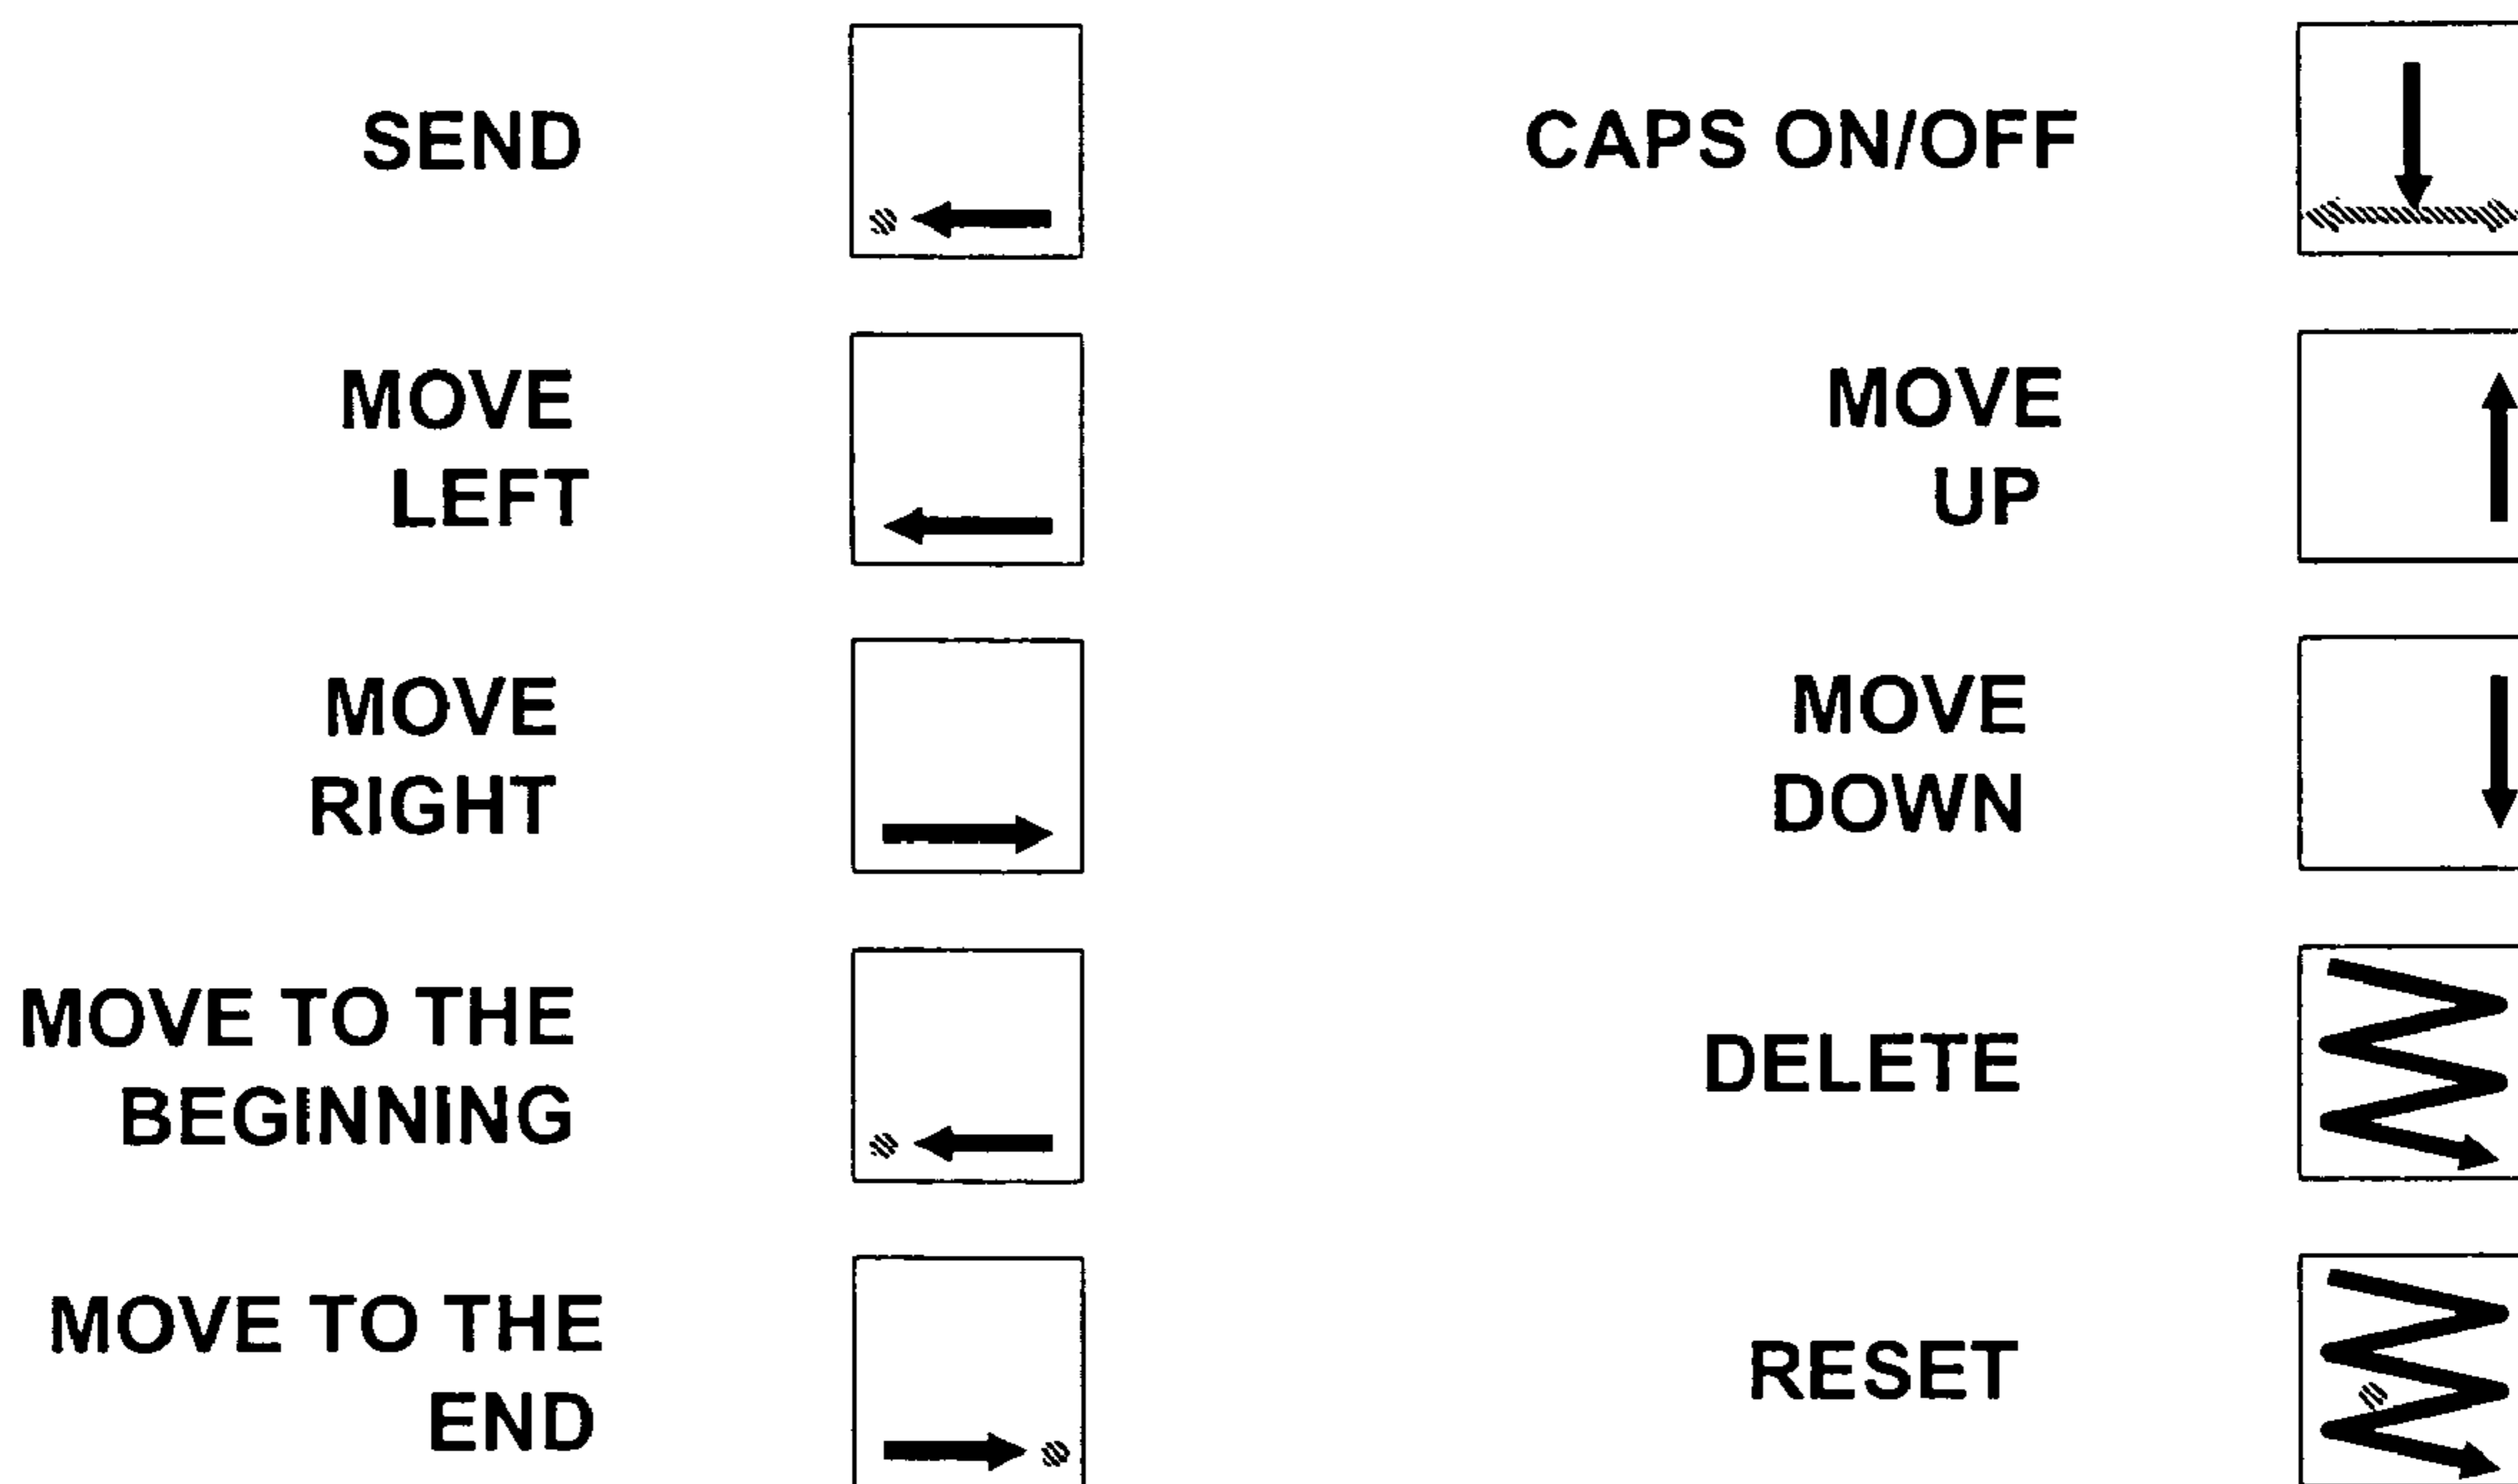 SEND
CAPS ON/OFF
MOVE
LEFT
MOVE
UP
MOVE
RIGHT
MOVE
DOWN
MOVE TO THE
BEGINNING
DELETE
MOVE TO THE
END
RESET